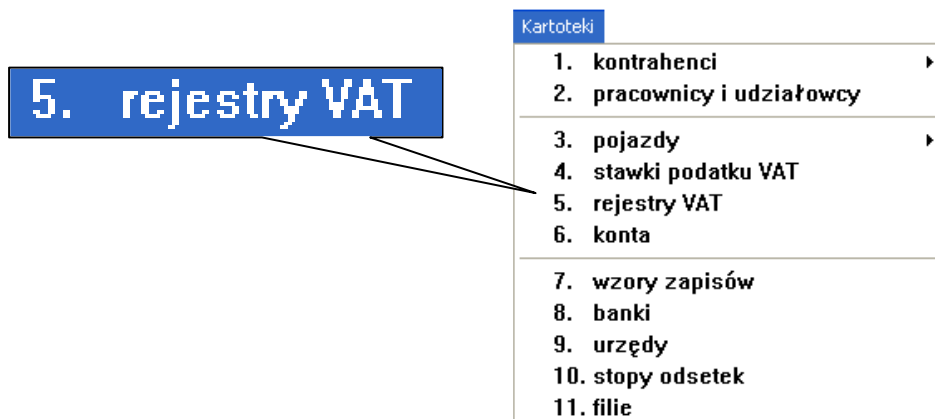 Kartoteki
1. kontrahenci
2. pracownicy i udziałowcy
5. rejestry VAT
3. pojazdy
4. stawki podatku VAT
5. rejestry VAT
6. konta
7. wzory zapisów
8. banki
9. urzędy
10. stopy odsetek
11. filie